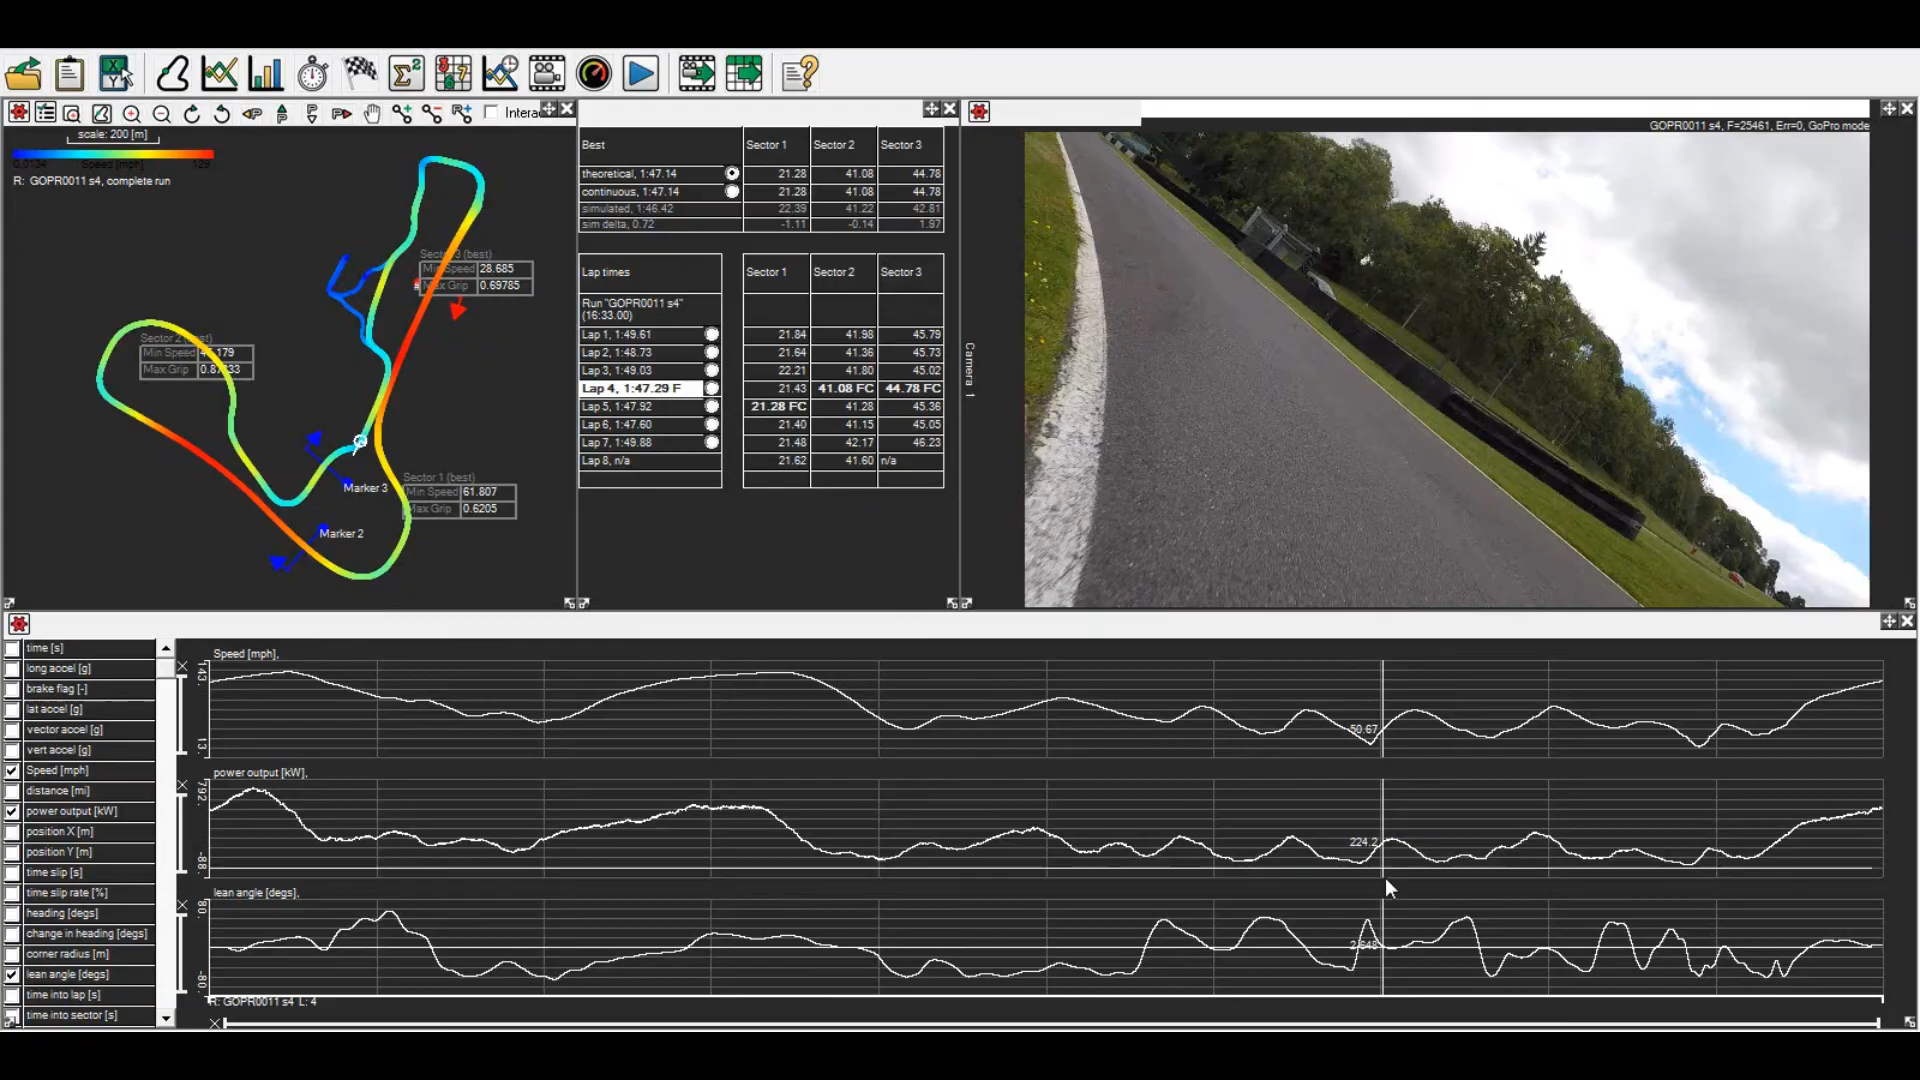 Intera
scale: 200 [m]
Speed [mph]
129
R: GOPR0011 s4, complete run
Sector 3 (best)
Min Speed 28.685
Max Grip 0.69785
Sector 2 (best)
Min Speed
Max Grip
Marker 3
Sector 1 (best)
Min Speed 61.807
Max Grip 0.6205
Marker 2
Best Sector 1 Sector 2 Sector 3
theoretical, 1:47.14 21.28 41.08 44.78
continuous, 1:47.14 21.28 41.08 44.78
simulated, 1:46.42 22.39 41.22 42.81
sim delta, 0.72 -1.11 -0.14 1.97
Lap times Sector 1 Sector 2 Sector 3
Run "GOPR0011 s4"
(16:33.00)
Lap 1, 1:49.61 21.84 41.98 45.79
Lap 2, 1:48.73 21.64 41.36 45.73
Lap 3, 1:49.03 22.21 41.80 45.02
Lap 4, 1:47.29 F 21.43 41.08 FC 44.78 FC
Lap 5, 1:47.92 21.28 FC 41.28 45.36
Lap 6, 1:47.60 21.40 41.15 45.05
Lap 7, 1:49.88 21.48 42.17 46.23
Lap 8, n/a 21.62 41.60 n/a
Camera 1
GOPR0011 s4, F=25461, Err=0, GoPro mode
time [s]
long accel [g]
brake flag [-]
lat accel [g]
vector accel [g]
vert accel [g]
Speed [mph]
distance [mi]
power output [kW]
position X [m]
position Y [m]
time slip [s]
time slip rate [%]
heading [degs]
change in heading [degs]
corner radius [m]
lean angle [degs]
time into lap [s]
time into sector [s]
Speed [mph],
143.
13.
50.67
power output [kW],
792.
-88.
224.2
lean angle [degs],
80.
-80.
2.648
R: GOPR0011 s4 L: 4